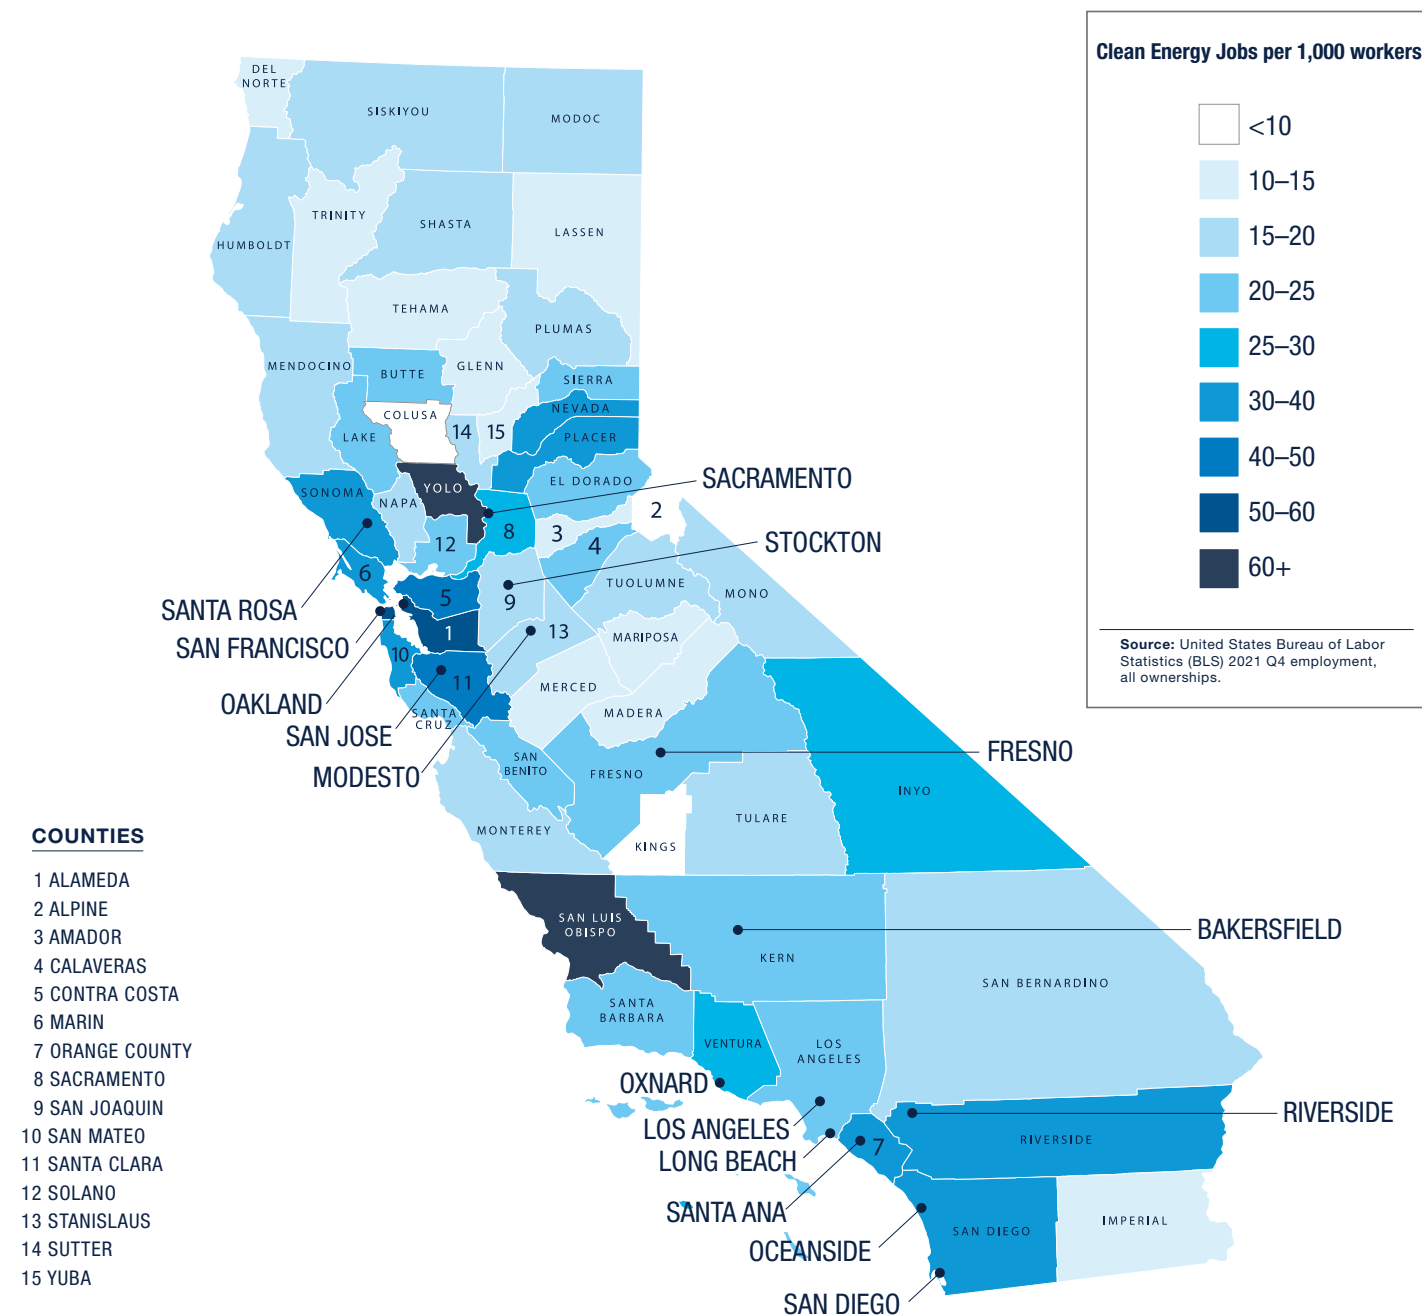 Clean Energy Jobs per 1,000 workers
<10
10–15
15–20
20–25
25–30
30–40
40–50
50–60
60+
Source: United States Bureau of Labor
Statistics (BLS) 2021 Q4 employment,
all ownerships.
DEL
NORTE
SISKIYOU
MODOC
TRINITY
SHASTA
LASSEN
HUMBOLDT
TEHAMA
PLUMAS
MENDOCINO
BUTTE
GLENN
SIERRA
NEVADA
COLUSA
LAKE
14
15
PLACER
EL DORADO
SACRAMENTO
SONOMA
NAPA
YOLO
2
8
3
4
12
STOCKTON
6
TUOLUMNE
MONO
5
9
SANTA ROSA
SAN FRANCISCO
1
13
MARIPOSA
10
11
MERCED
MADERA
OAKLAND
SANTA
CRUZ
SAN JOSE
MODESTO
SAN
BENITO
FRESNO
FRESNO
INYO
MONTEREY
TULARE
KINGS
SAN LUIS
OBISPO
BAKERSFIELD
KERN
SAN BERNARDINO
SANTA
BARBARA
VENTURA
LOS
ANGELES
OXNARD
LOS ANGELES
LONG BEACH
RIVERSIDE
RIVERSIDE
7
SANTA ANA
OCEANSIDE
SAN DIEGO
IMPERIAL
SAN DIEGO
COUNTIES
1 ALAMEDA
2 ALPINE
3 AMADOR
4 CALAVERAS
5 CONTRA COSTA
6 MARIN
7 ORANGE COUNTY
8 SACRAMENTO
9 SAN JOAQUIN
10 SAN MATEO
11 SANTA CLARA
12 SOLANO
13 STANISLAUS
14 SUTTER
15 YUBA